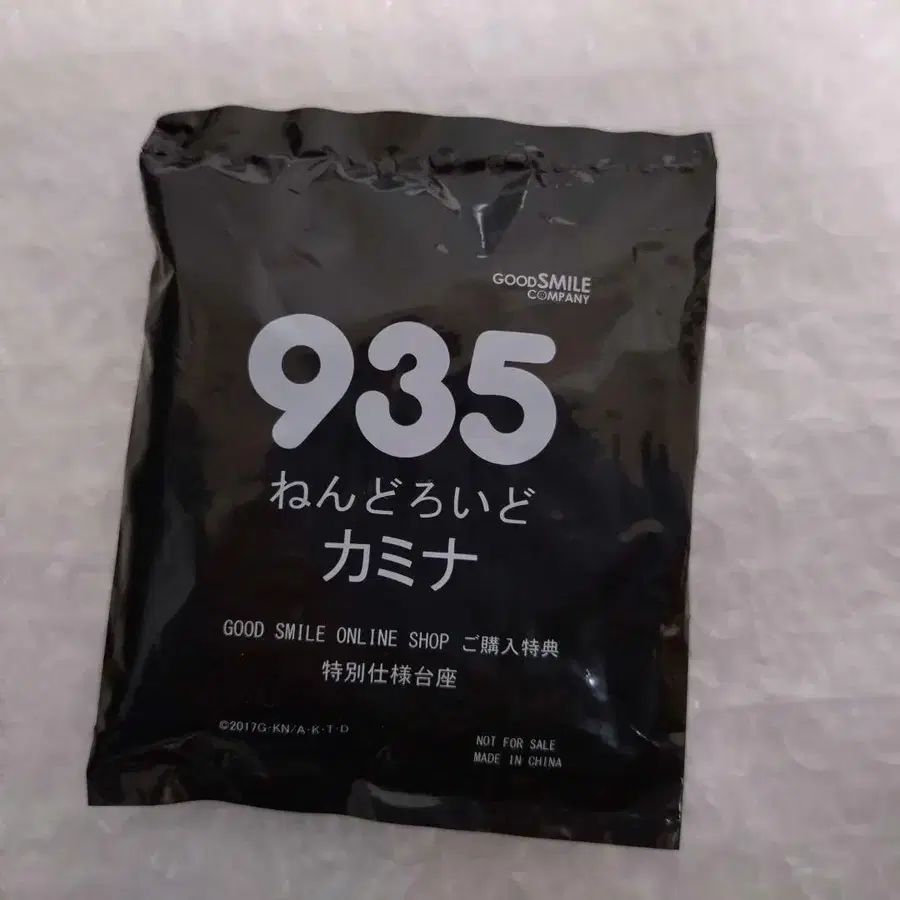 GOODSMILE
COMPANY
935
ねんどろいど
カミナ
GOOD SMILE ONLINE SHOP ご購入特典
特別仕様台座
©2017G·KN/A·K·T·D
NOT FOR SALE
MADE IN CHINA